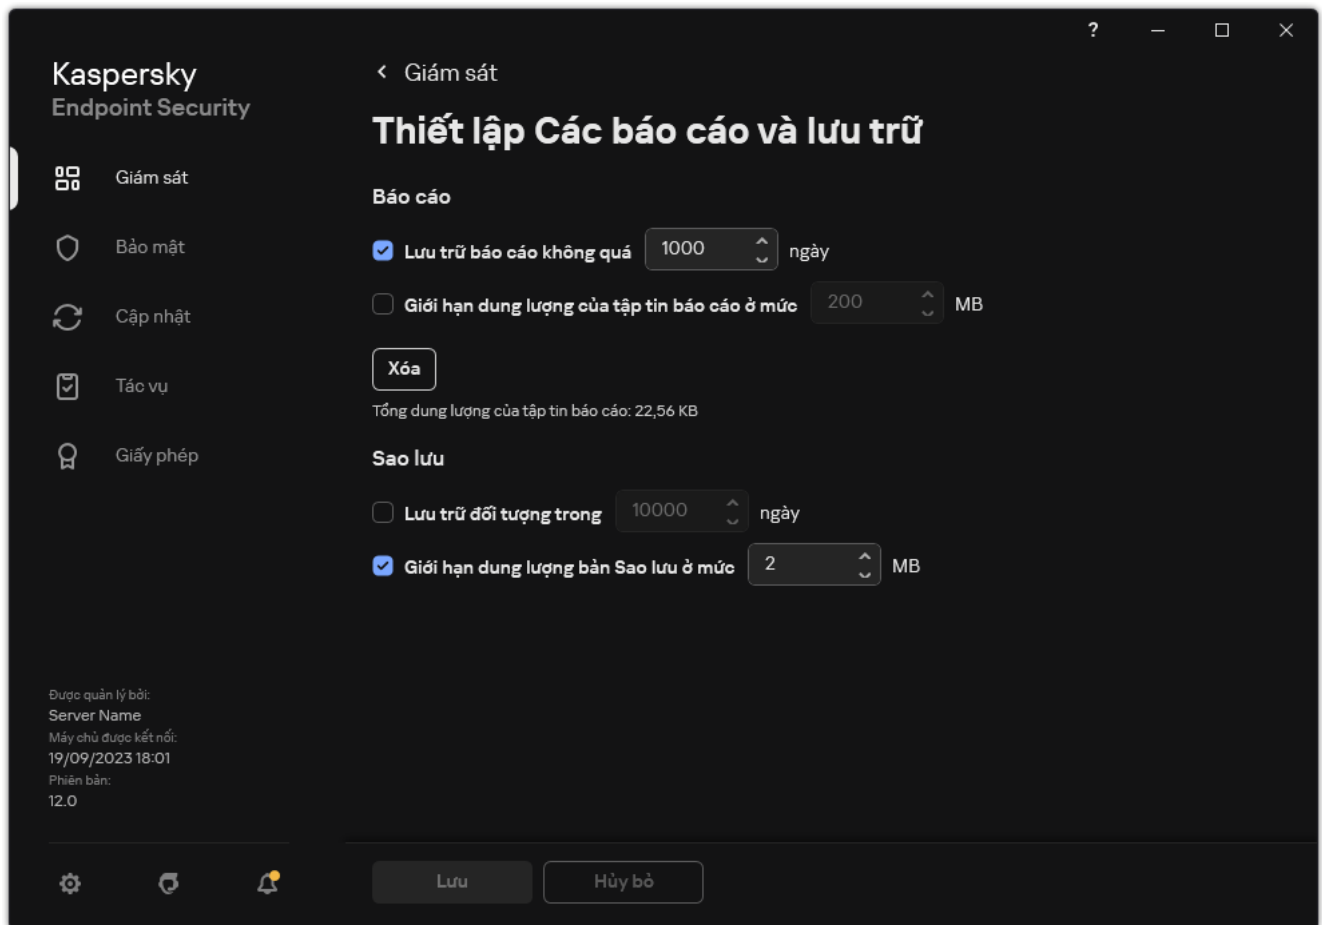 ?
Kaspersky
Endpoint Security
Giám sát
Bảo mật
Cập nhật
Tác vụ
Giấy phép
Được quản lý bởi:
Server Name
Máy chủ được kết nối:
19/09/2023 18:01
Phiên bản:
12.0
Giám sát
Thiết lập Các báo cáo và lưu trữ
Báo cáo
Lưu trữ báo cáo không quá 1000 ngày
Giới hạn dung lượng của tập tin báo cáo ở mức 200 MB
Xóa
Tổng dung lượng của tập tin báo cáo: 22,56 KB
Sao lưu
Lưu trữ đối tượng trong 10000 ngày
Giới hạn dung lượng bản Sao lưu ở mức 2 MB
Lưu Hủy bỏ